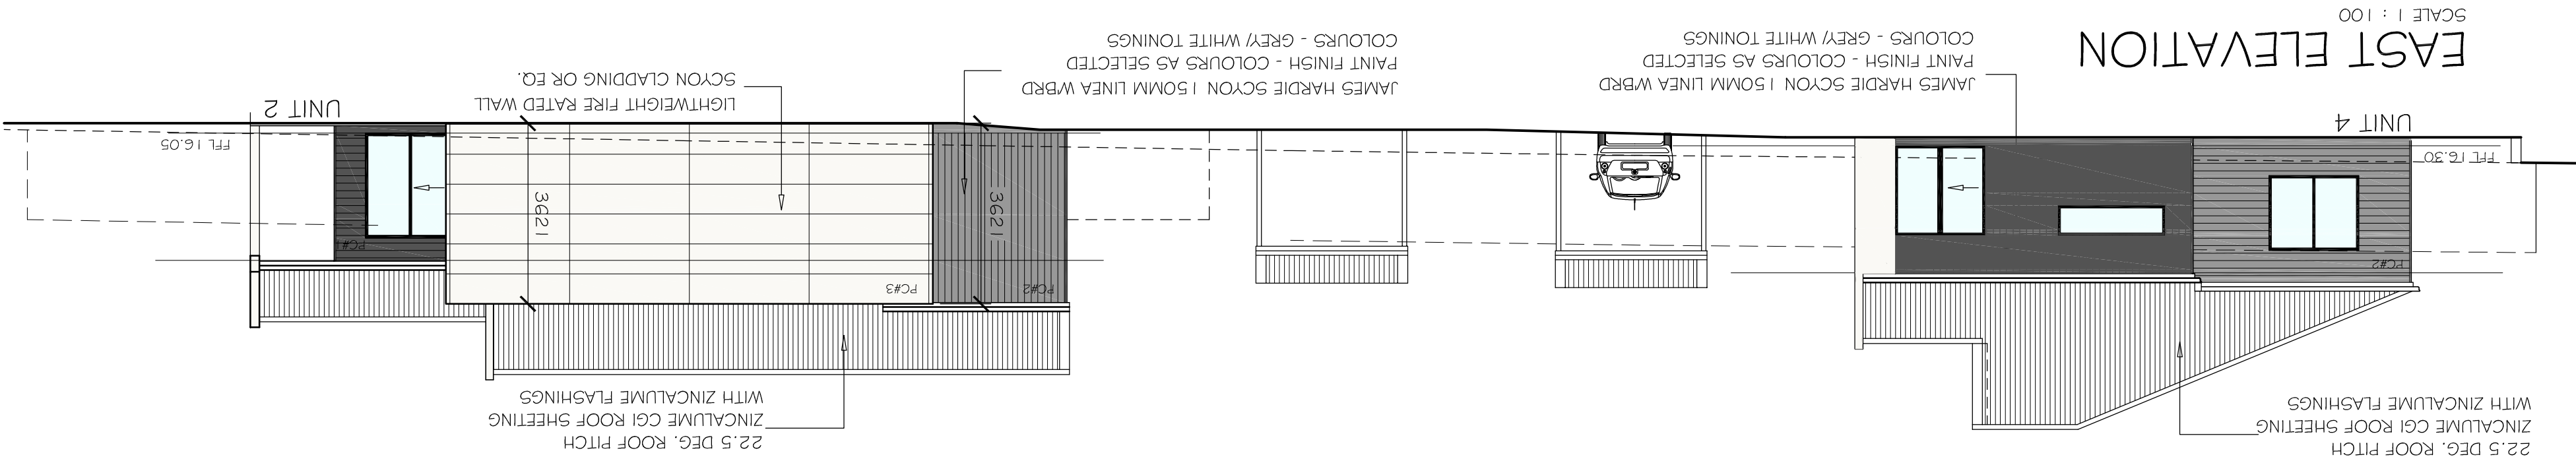 22.5 DEG. ROOF PITCH
ZINCALUME CGI ROOF SHEETING
WITH ZINCALUME FLASHINGS
22.5 DEG. ROOF PITCH
ZINCALUME CGI ROOF SHEETING
WITH ZINCALUME FLASHINGS
PC#2
FFL 16.30
UNIT 4
PC#2
3621
PC#3
3621
PC#1
FFL 16.05
UNIT 2
JAMES HARDIE SCYON 150MM LINEA WBRD
PAINT FINISH - COLOURS AS SELECTED
COLOURS - GREY/ WHITE TONINGS
JAMES HARDIE SCYON 150MM LINEA WBRD
PAINT FINISH - COLOURS AS SELECTED
COLOURS - GREY/ WHITE TONINGS
LIGHTWEIGHT FIRE RATED WALL
SCYON CLADDING OR EQ.
EAST ELEVATION
SCALE 1 : 100